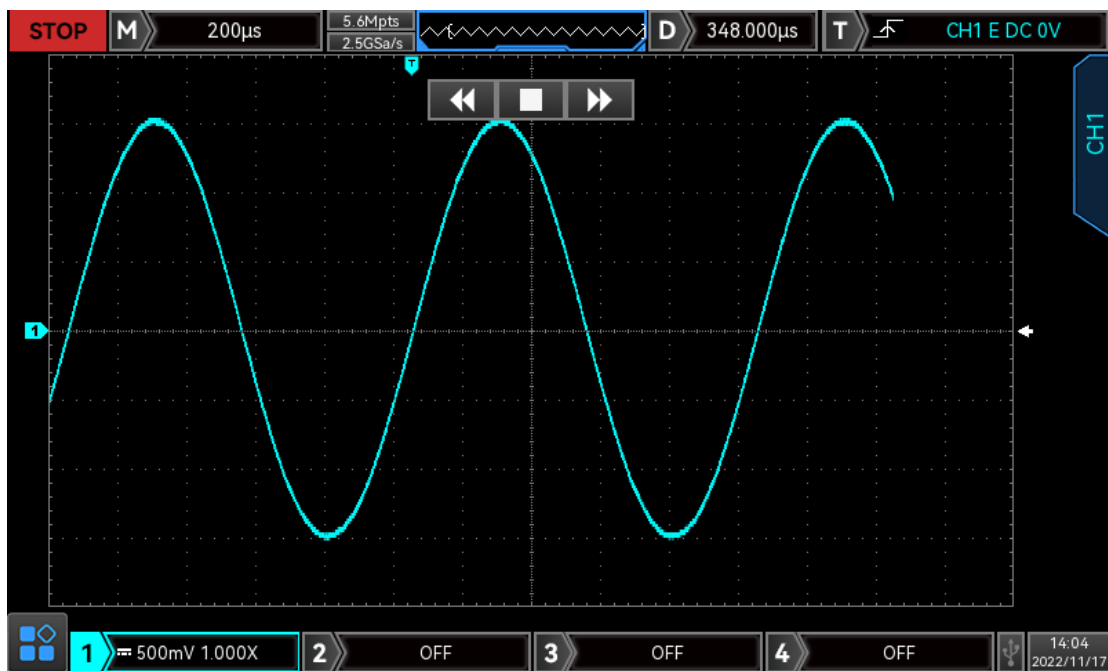 STOP M 200μs 5.6Mpts D 348.000μs T CH1 E DC 0V
2.5GSa/s
T
CH1
1
1 500mV 1.000X 2 OFF 3 OFF 4 OFF 14:04
2022/11/17